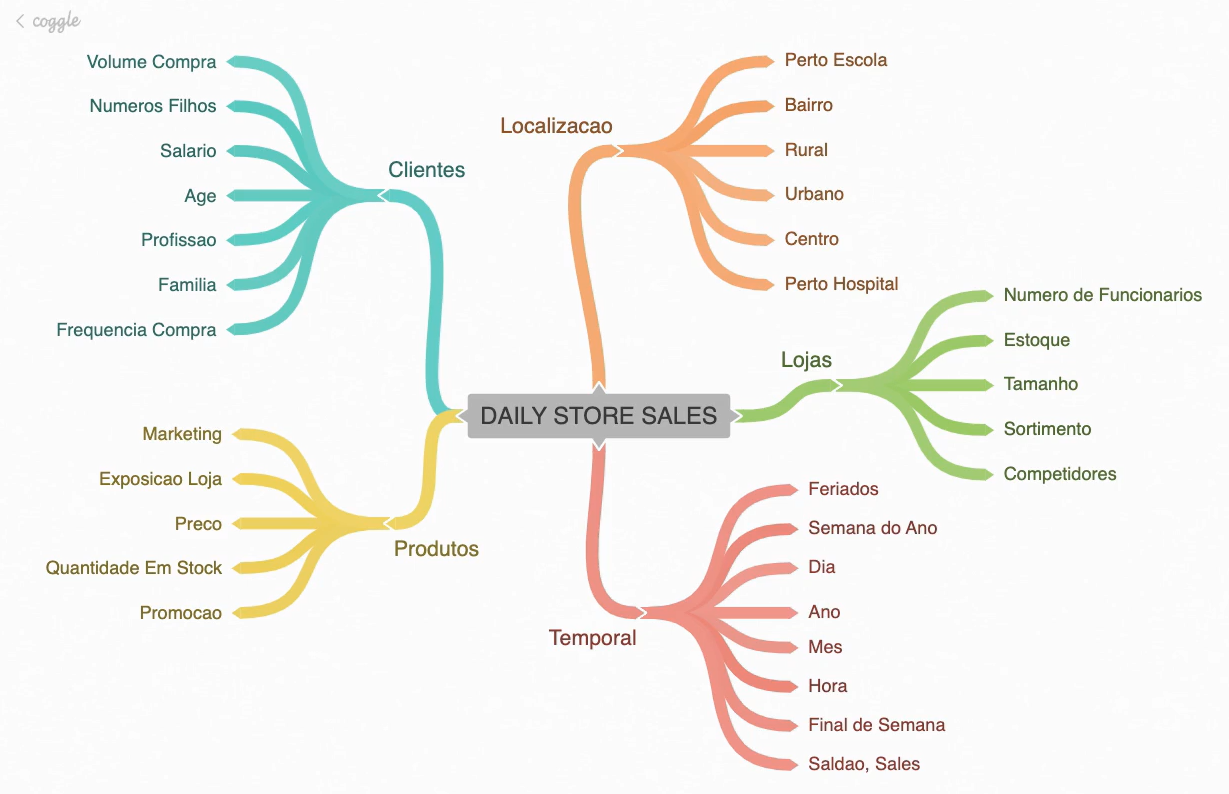 coggle
Volume Compra
Numeros Filhos
Salario
Age
Profissao
Familia
Frequencia Compra
Clientes
Localizacao
Perto Escola
Bairro
Rural
Urbano
Centro
Perto Hospital
DAILY STORE SALES
Lojas
Numero de Funcionarios
Estoque
Tamanho
Sortimento
Competidores
Marketing
Exposicao Loja
Preco
Quantidade Em Stock
Promocao
Produtos
Temporal
Feriados
Semana do Ano
Dia
Ano
Mes
Hora
Final de Semana
Saldao, Sales